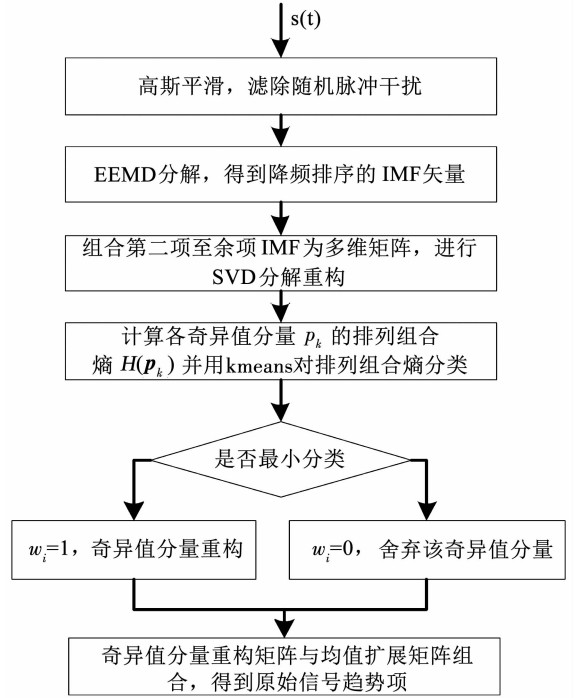 s(t)
高斯平滑，滤除随机脉冲干扰
EEMD分解，得到降频排序的 IMF矢量
组合第二项至余项IMF为多维矩阵，进行
SVD分解重构
计算各奇异值分量 pₖ 的排列组合
熵 H(pₖ) 并用kmeans对排列组合熵分类
是否最小分类
wᵢ=1，奇异值分量重构
wᵢ=0，舍弃该奇异值分量
奇异值分量重构矩阵与均值扩展矩阵组
合，得到原始信号趋势项